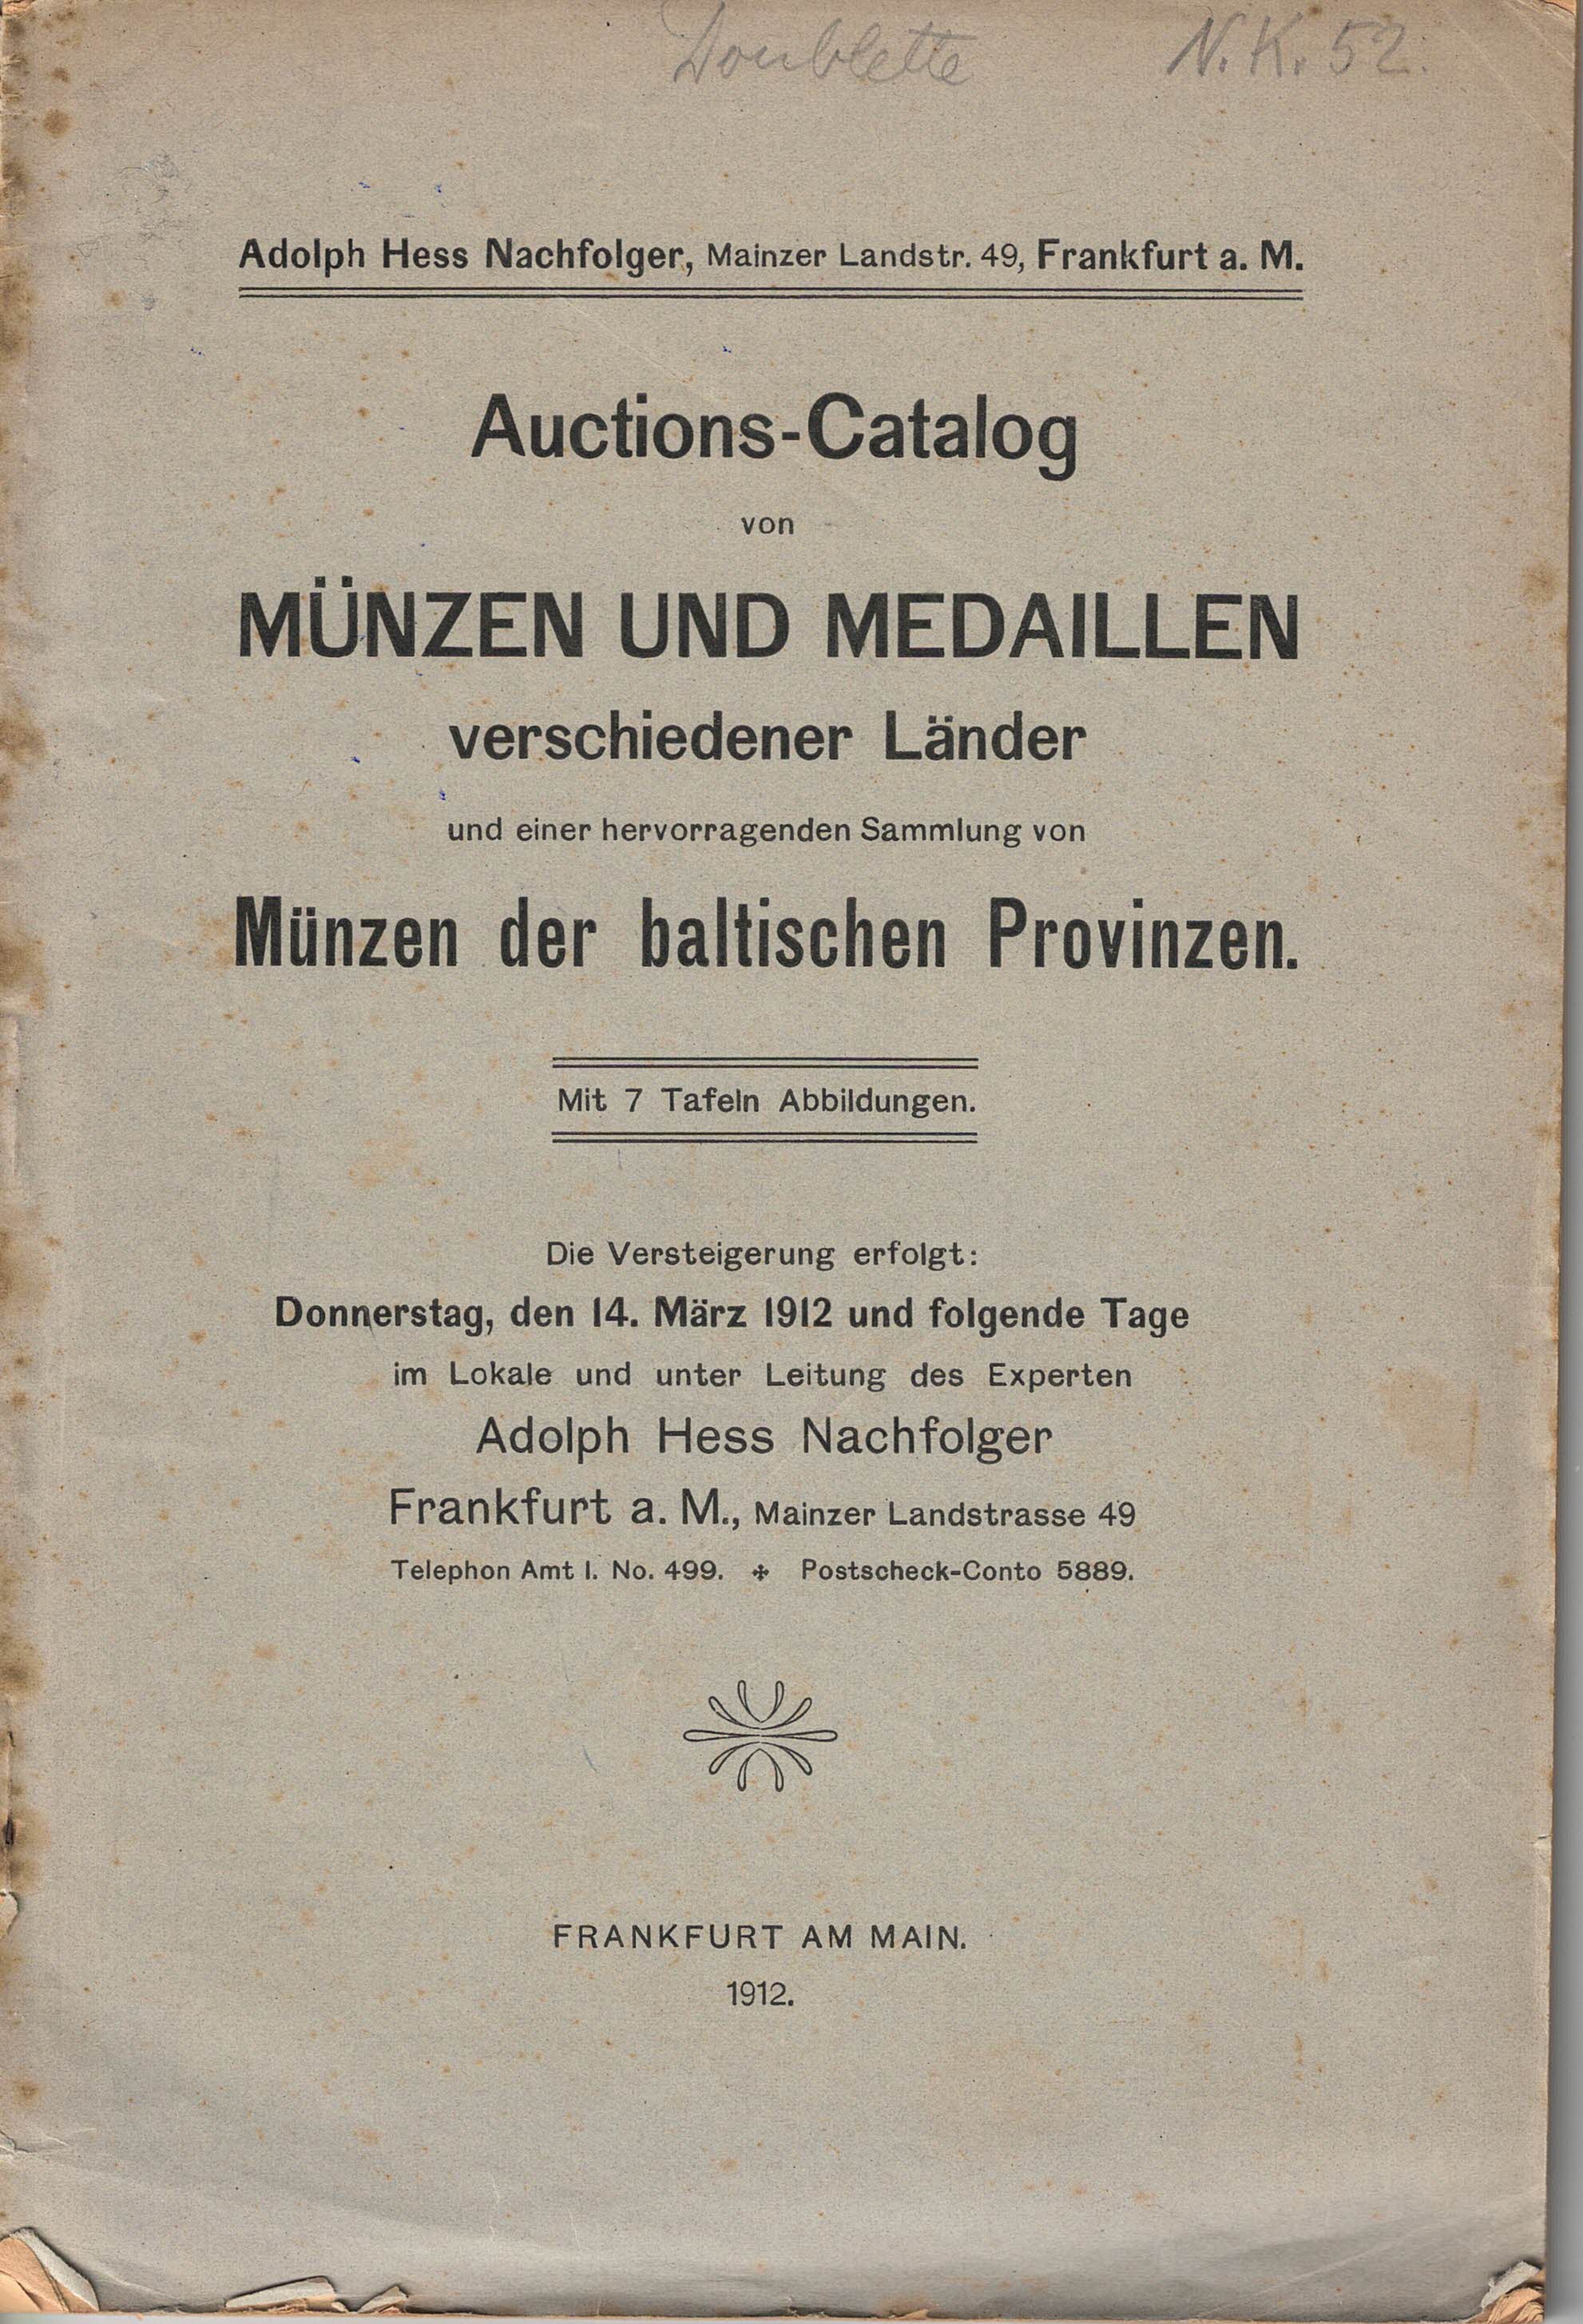 Doublette N.K. 52.
Adolph Hess Nachfolger, Mainzer Landstr. 49, Frankfurt a. M.
Auctions-Catalog
von
MÜNZEN UND MEDAILLEN
verschiedener Länder
und einer hervorragenden Sammlung von
Münzen der baltischen Provinzen.
Mit 7 Tafeln Abbildungen.
Die Versteigerung erfolgt:
Donnerstag, den 14. März 1912 und folgende Tage
im Lokale und unter Leitung des Experten
Adolph Hess Nachfolger
Frankfurt a. M., Mainzer Landstrasse 49
Telephon Amt I. No. 499. ✤ Postscheck-Conto 5889.
FRANKFURT AM MAIN.
1912.